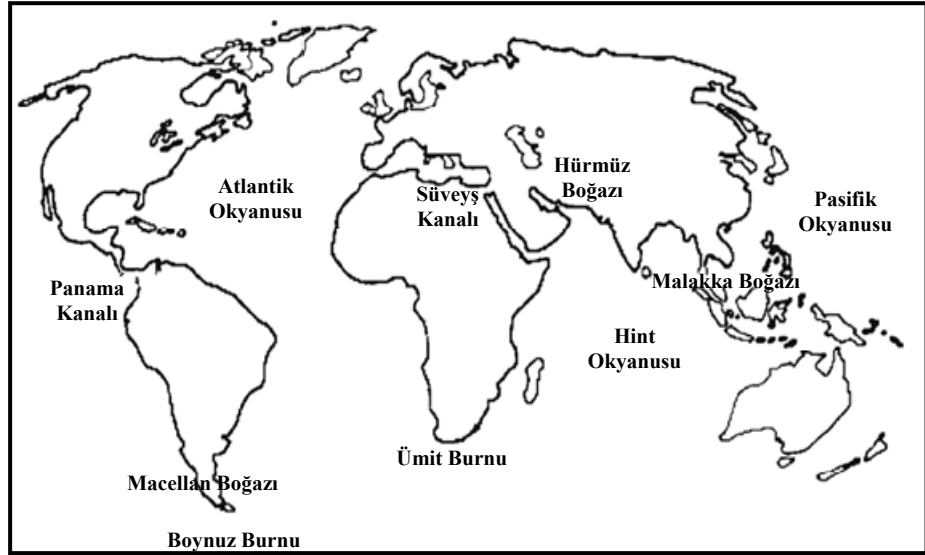 Atlantik
Okyanusu
Süveyş
Kanalı
Hürmüz
Boğazı
Pasifik
Okyanusu
Panama
Kanalı
Malakka Boğazı
Hint
Okyanusu
Ümit Burnu
Macellan Boğazı
Boynuz Burnu